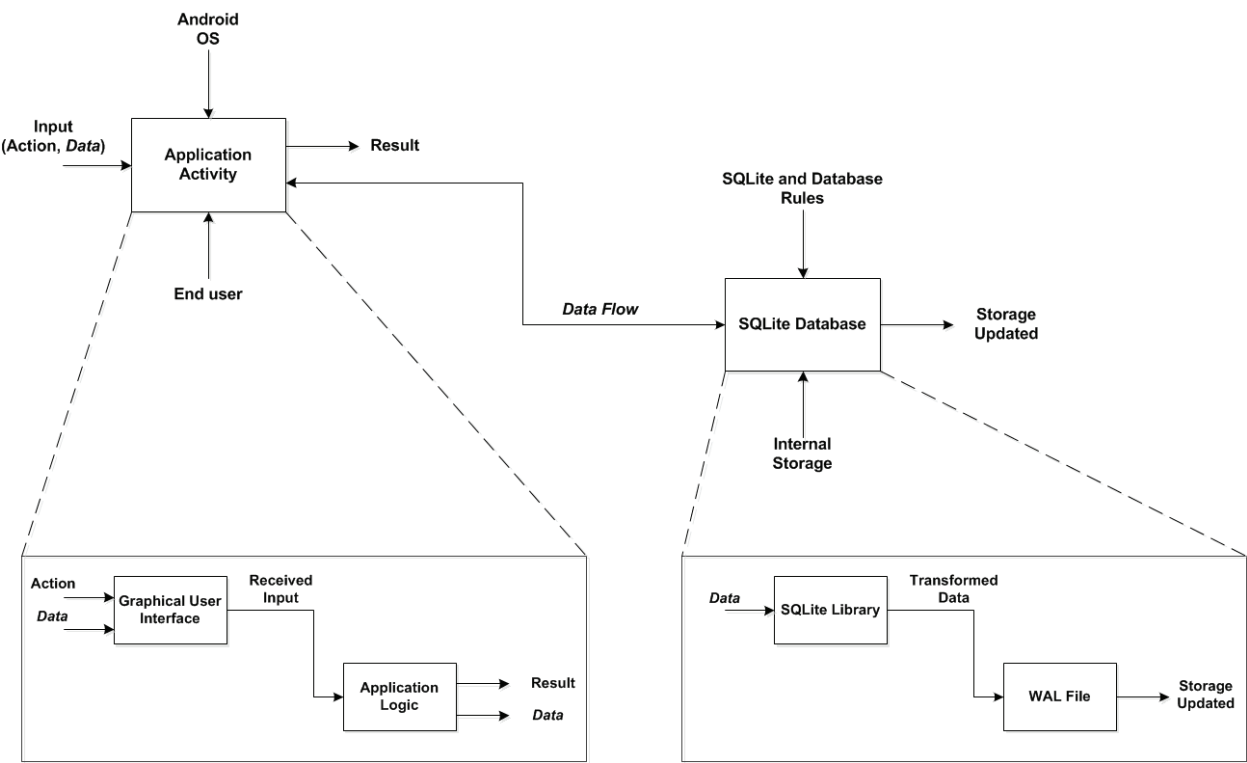 Android
OS
Input
(Action, Data)
Application
Activity
Result
End user
SQLite and Database
Rules
Data Flow
SQLite Database
Storage
Updated
Internal
Storage
Action
Data
Graphical User
Interface
Received
Input
Application
Logic
Result
Data
Data
SQLite Library
Transformed
Data
WAL File
Storage
Updated